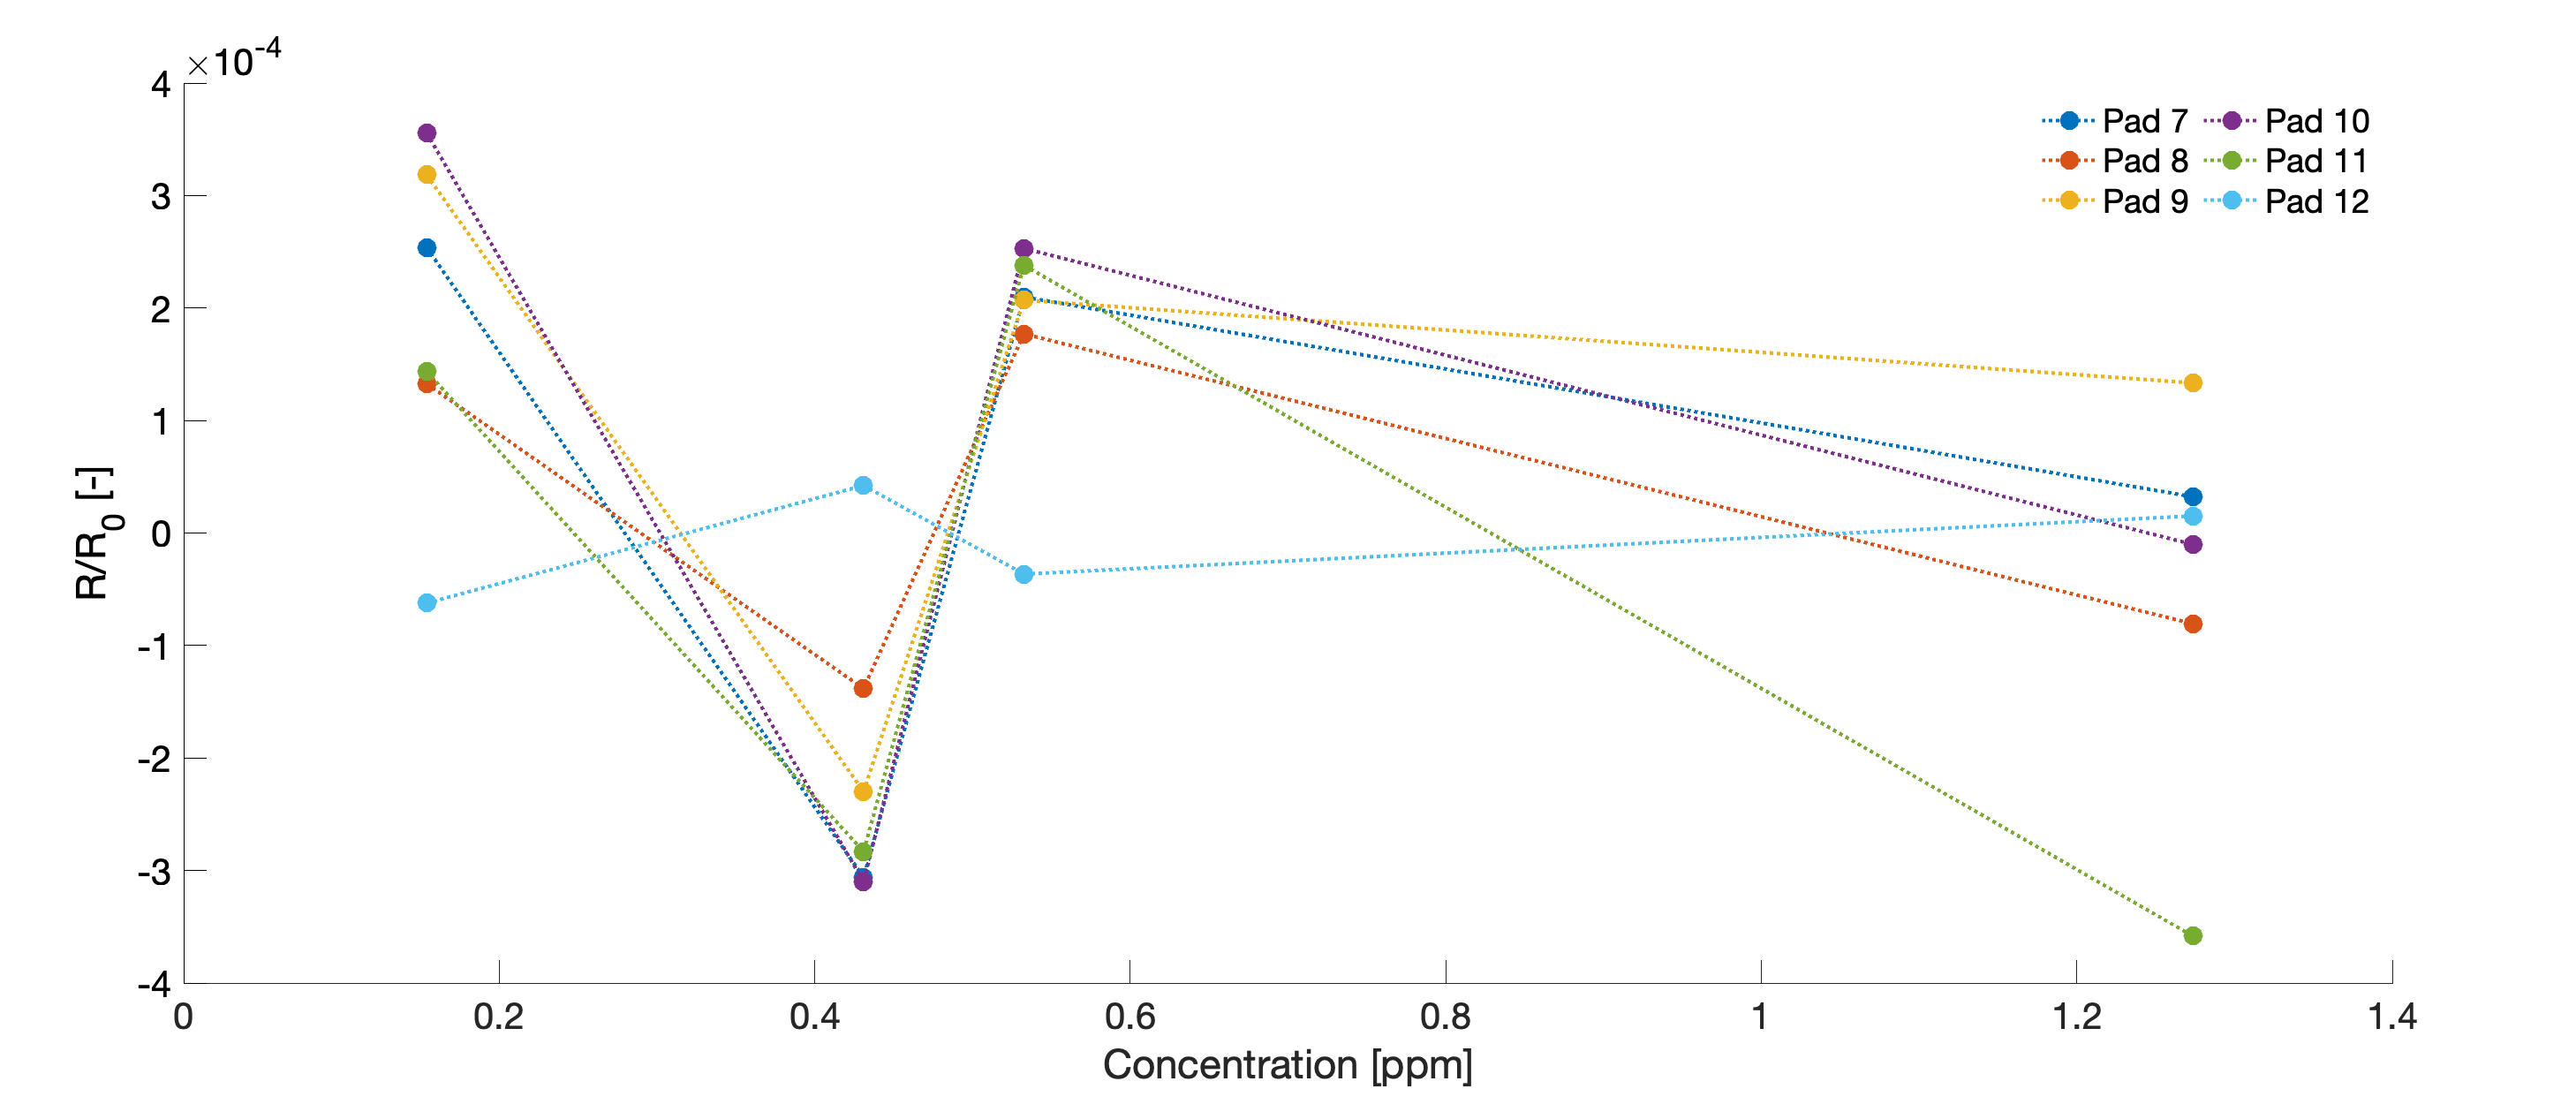 ×10⁻⁴
4
3
2
1
0
-1
-2
-3
-4
R/R₀ [-]
0 0.2 0.4 0.6 0.8 1 1.2 1.4
Concentration [ppm]
Pad 7 Pad 10
Pad 8 Pad 11
Pad 9 Pad 12